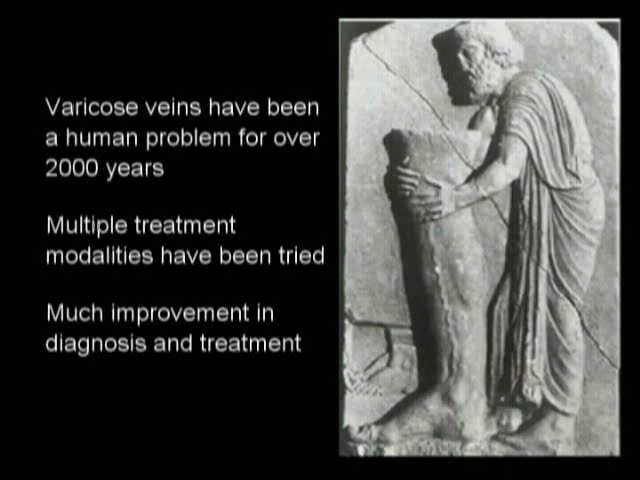 Varicose veins have been
a human problem for over
2000 years
Multiple treatment
modalities have been tried
Much improvement in
diagnosis and treatment